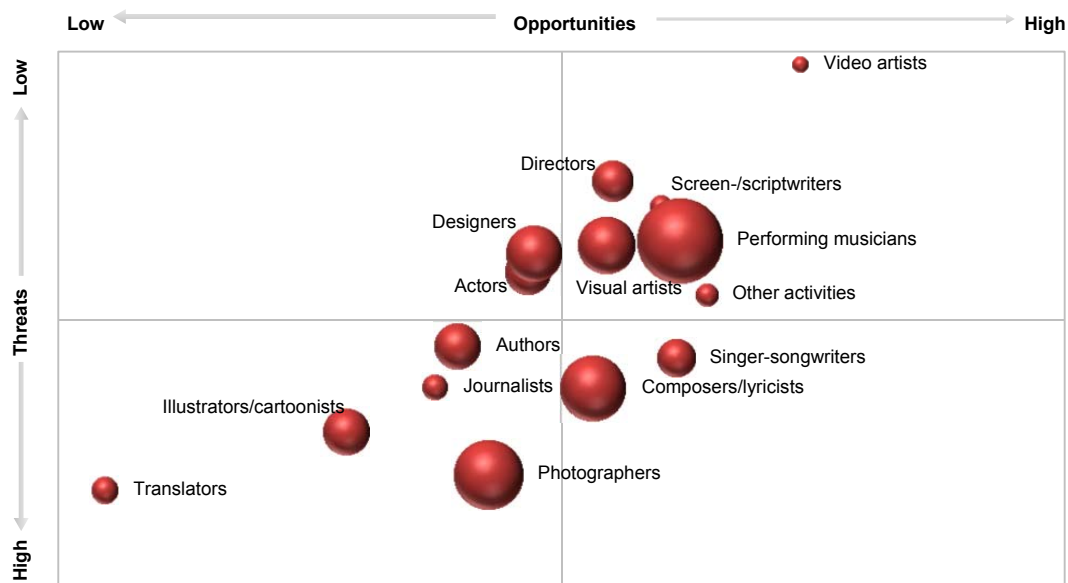 Low
Opportunities
High
Low
Threats
High
Video artists
Directors
Screen-/scriptwriters
Designers
Performing musicians
Actors
Visual artists
Other activities
Authors
Singer-songwriters
Journalists
Composers/lyricists
Illustrators/cartoonists
Photographers
Translators